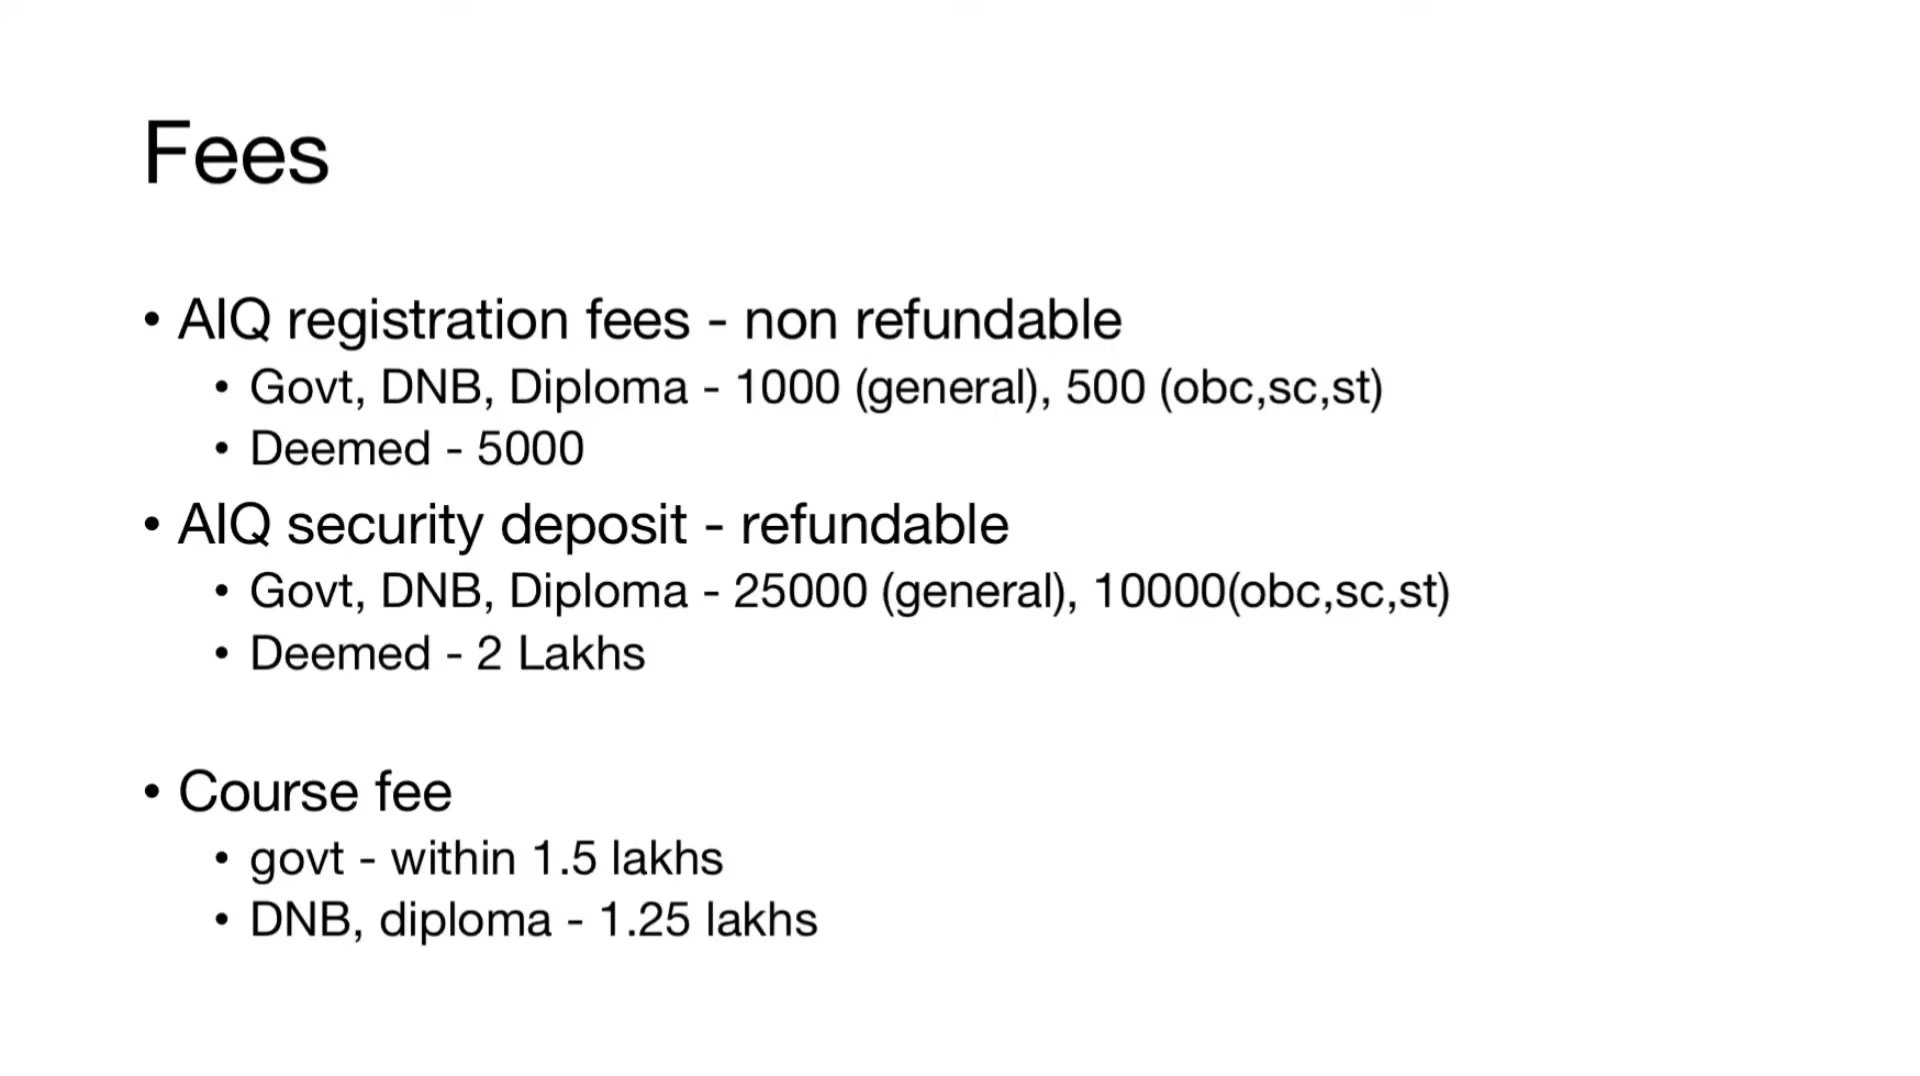 Fees
• AIQ registration fees - non refundable
• Govt, DNB, Diploma - 1000 (general), 500 (obc,sc,st)
• Deemed - 5000
• AIQ security deposit - refundable
• Govt, DNB, Diploma - 25000 (general), 10000(obc,sc,st)
• Deemed - 2 Lakhs
• Course fee
• govt - within 1.5 lakhs
• DNB, diploma - 1.25 lakhs